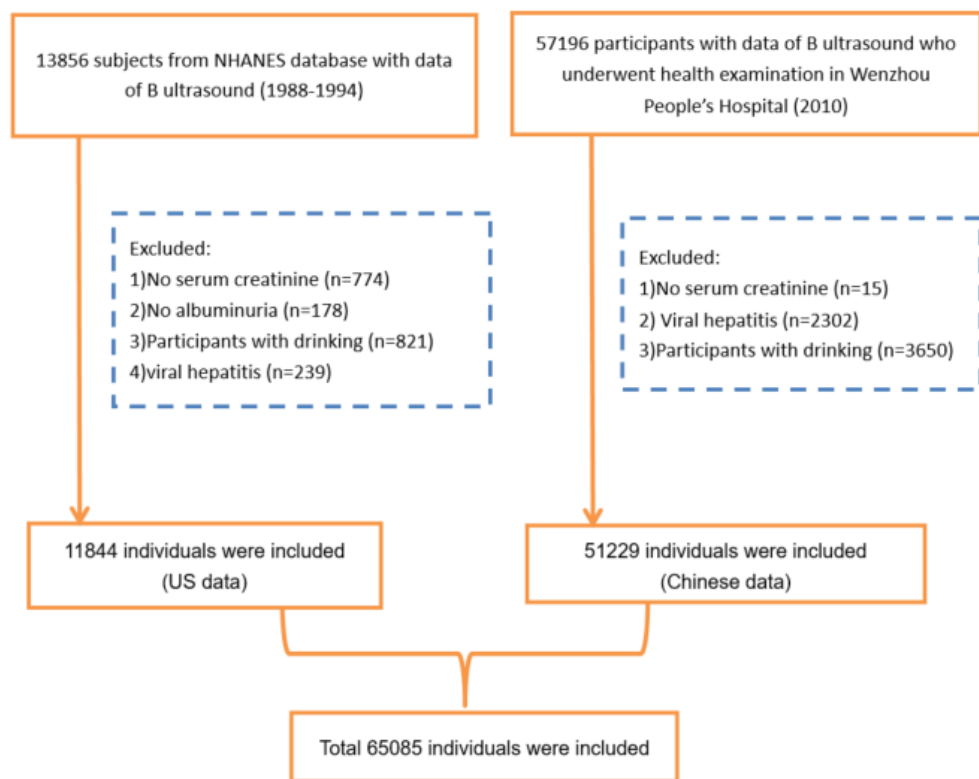 13856 subjects from NHANES database with data
of B ultrasound (1988-1994)
57196 participants with data of B ultrasound who
underwent health examination in Wenzhou
People’s Hospital (2010)
Excluded:
1)No serum creatinine (n=774)
2)No albuminuria (n=178)
3)Participants with drinking (n=821)
4)viral hepatitis (n=239)
Excluded:
1)No serum creatinine (n=15)
2) Viral hepatitis (n=2302)
3)Participants with drinking (n=3650)
11844 individuals were included
(US data)
51229 individuals were included
(Chinese data)
Total 65085 individuals were included